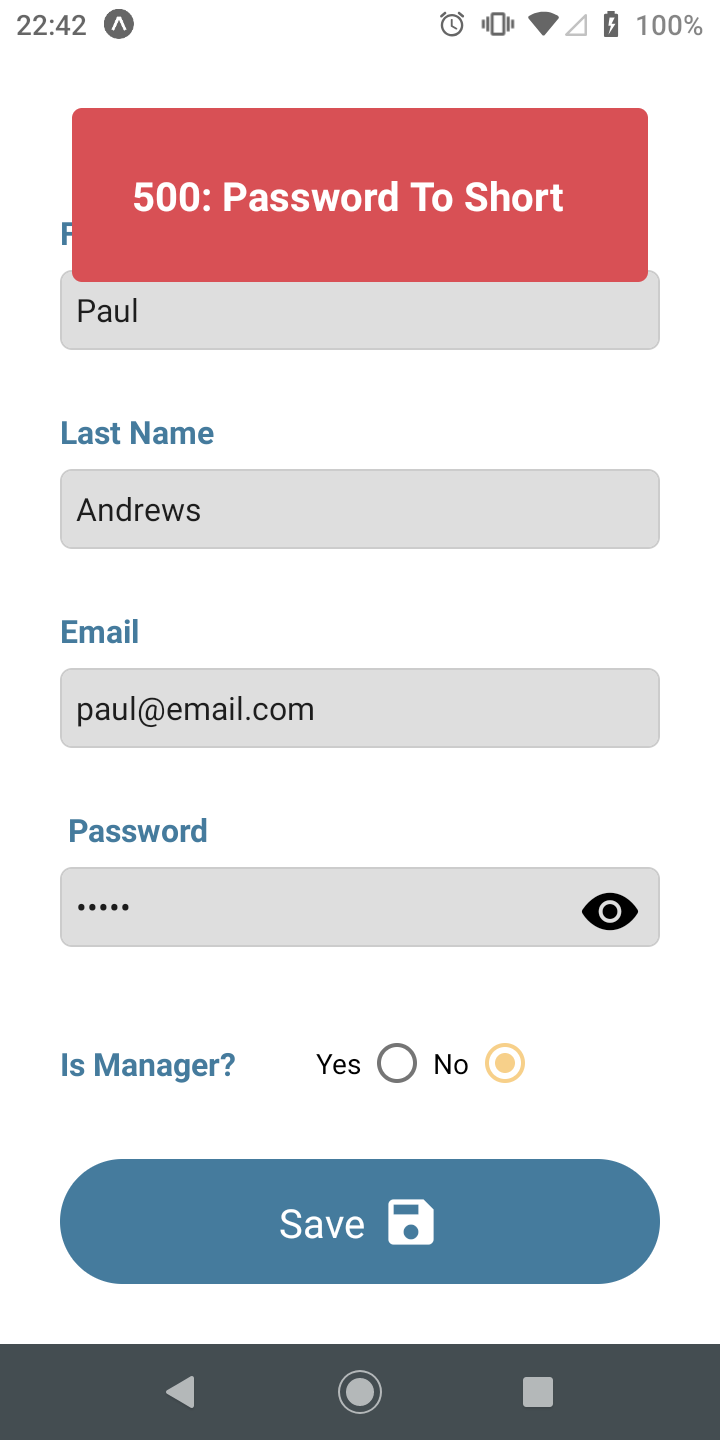 22:42 100%
500: Password To Short
F
Paul
Last Name
Andrews
Email
paul@email.com
Password
•••••
Is Manager? Yes No
Save